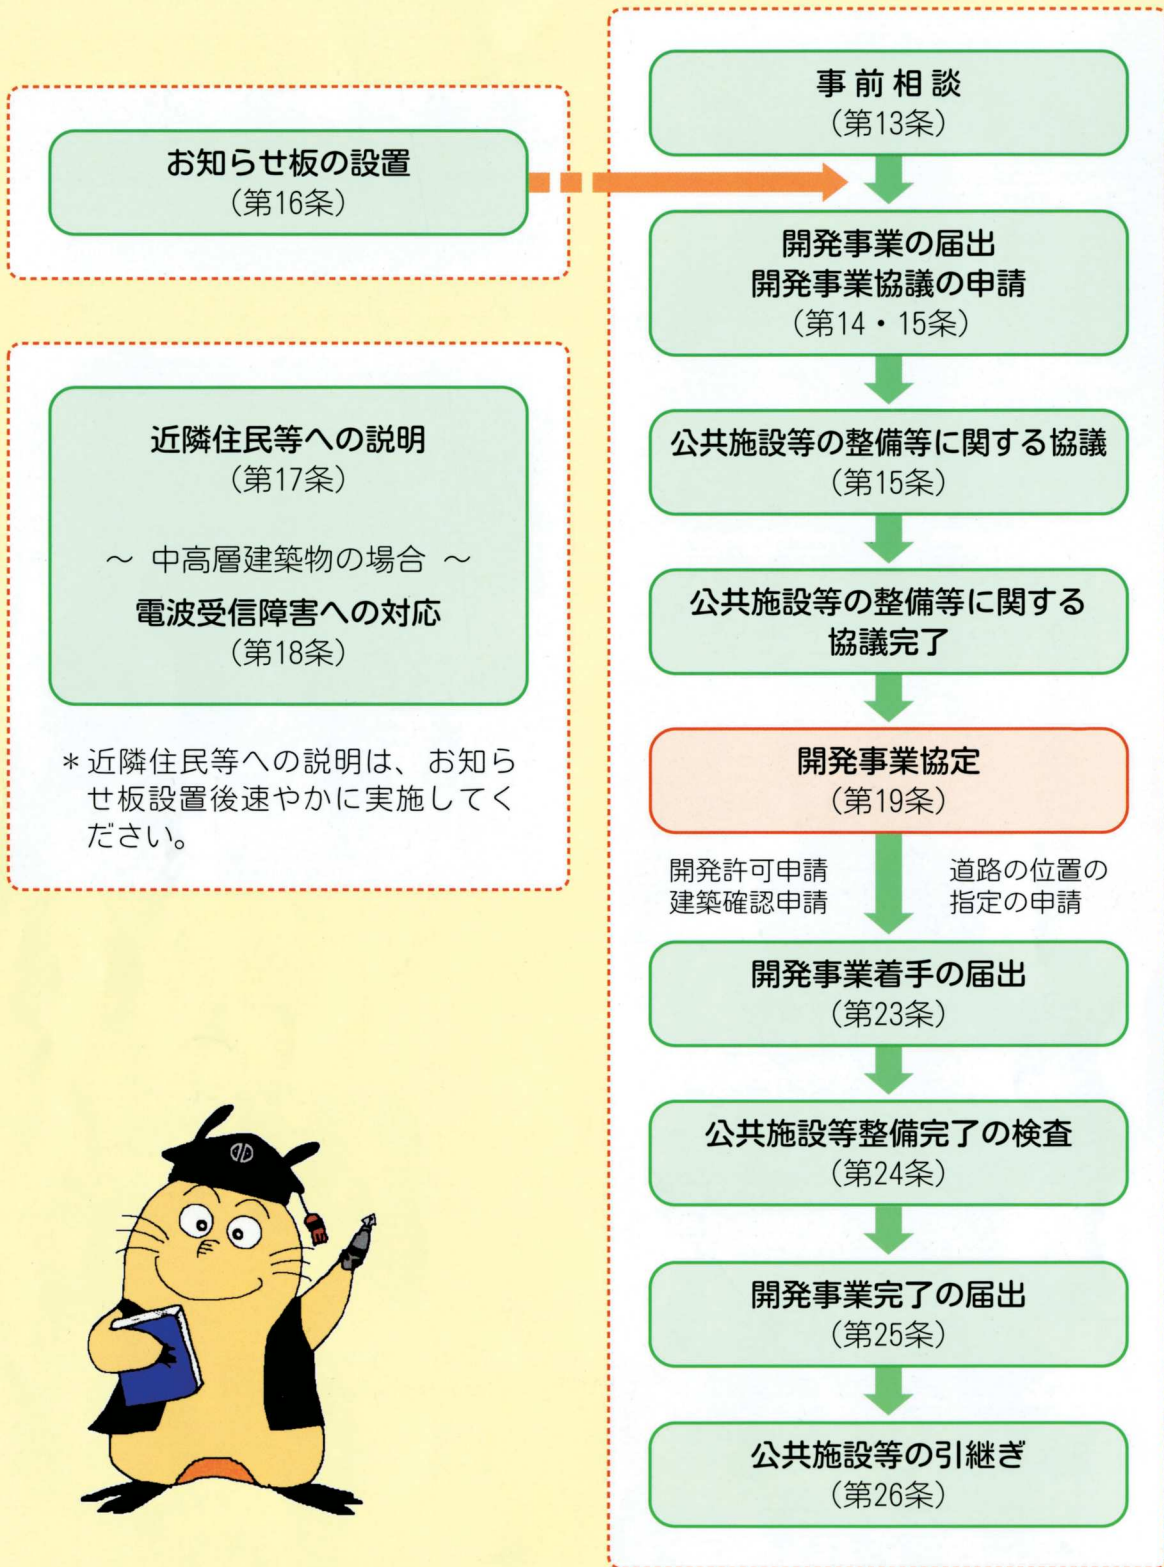 事前相談
(第13条)
お知らせ板の設置
(第16条)
開発事業の届出
開発事業協議の申請
(第14・15条)
近隣住民等への説明
(第17条)
～ 中高層建築物の場合 ～
電波受信障害への対応
(第18条)
＊近隣住民等への説明は、お知ら
せ板設置後速やかに実施してく
ださい。
公共施設等の整備等に関する協議
(第15条)
公共施設等の整備等に関する
協議完了
開発事業協定
(第19条)
開発許可申請
建築確認申請
道路の位置の
指定の申請
開発事業着手の届出
(第23条)
公共施設等整備完了の検査
(第24条)
開発事業完了の届出
(第25条)
公共施設等の引継ぎ
(第26条)